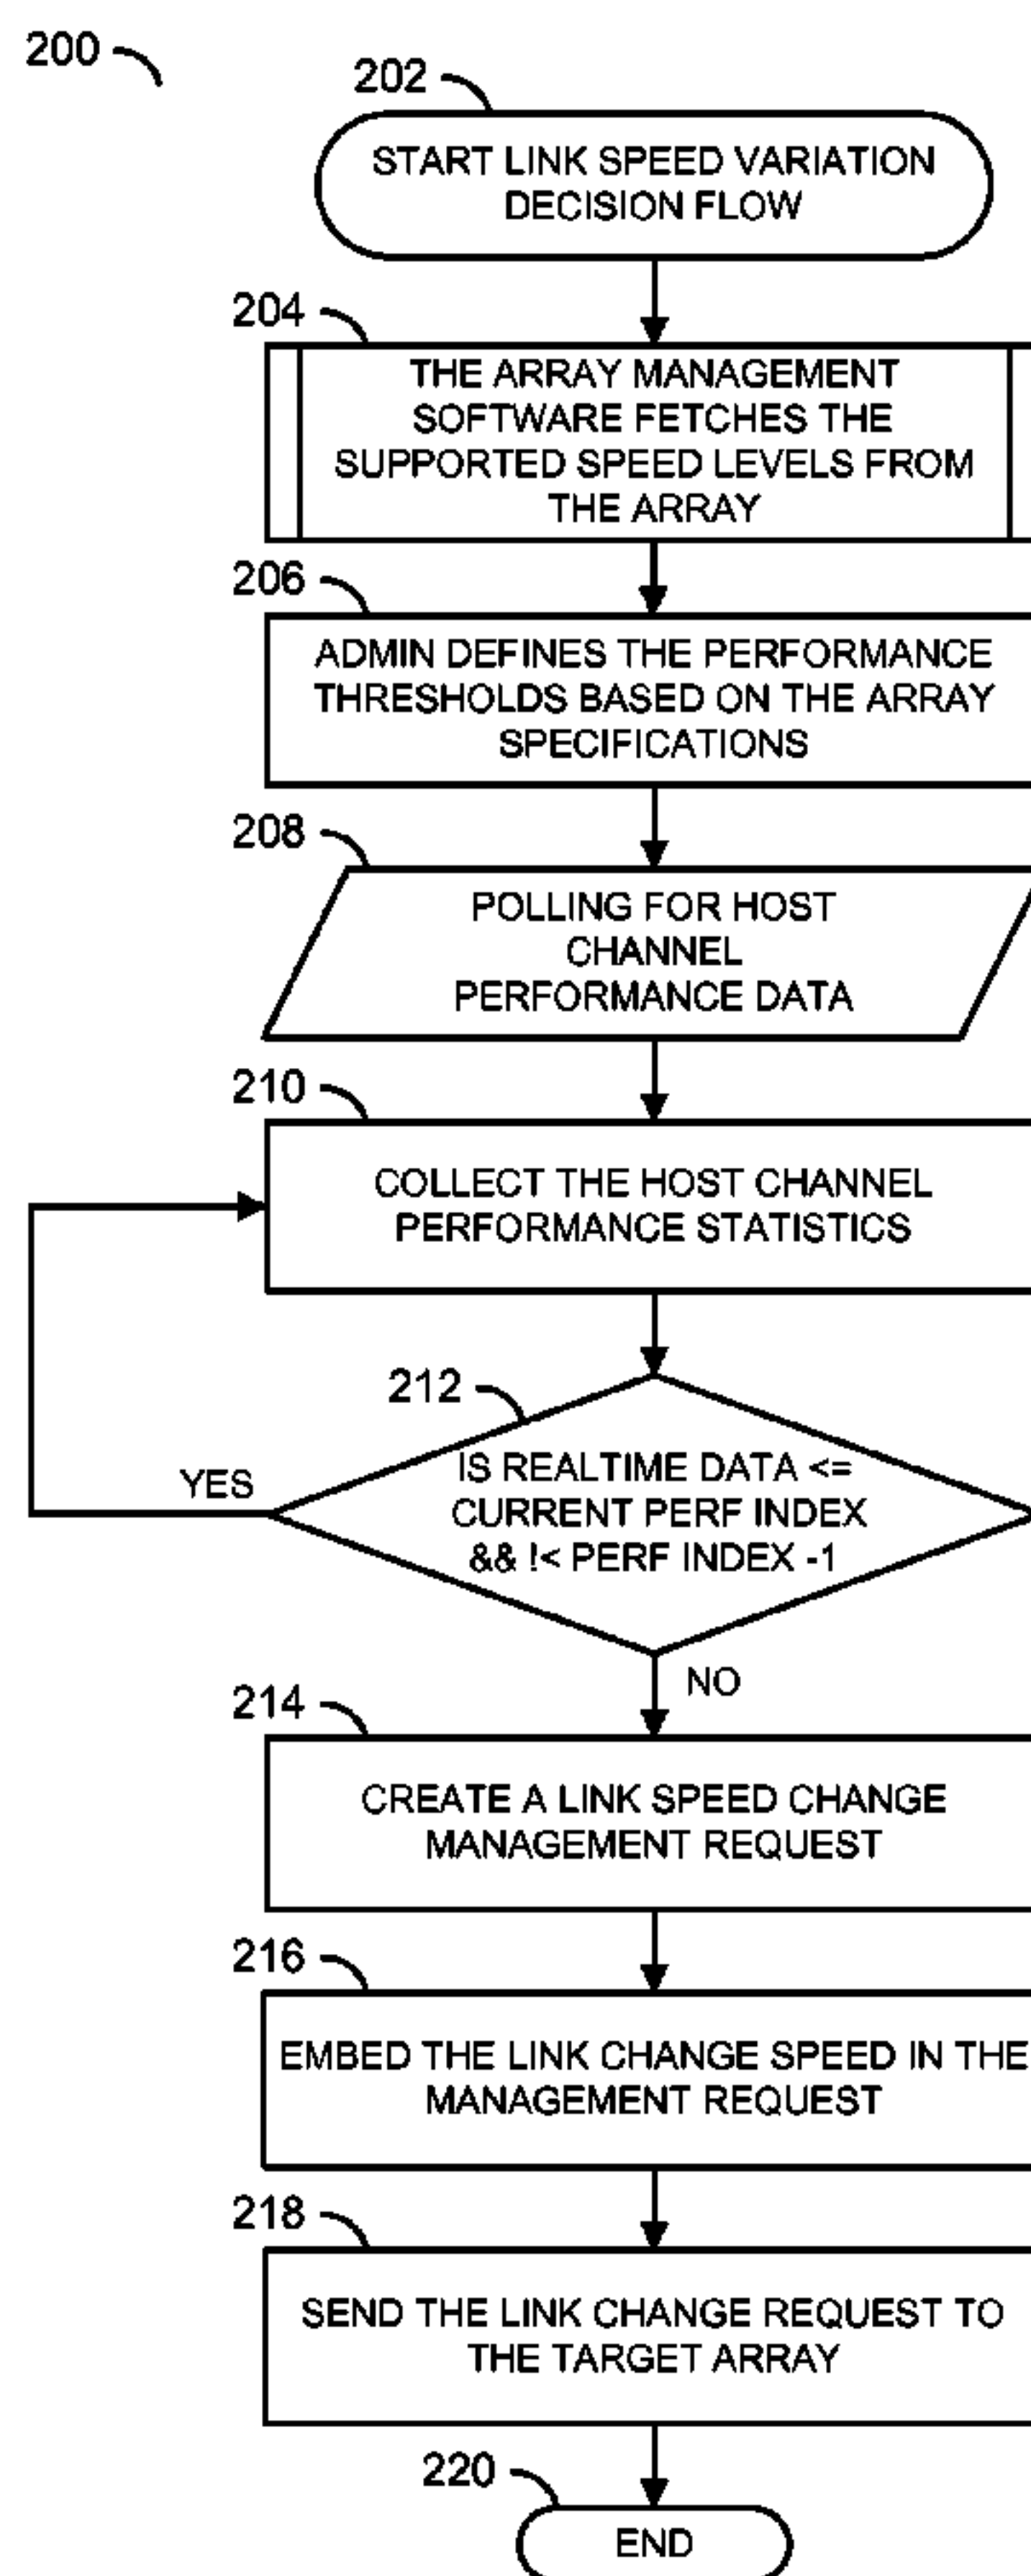 200
202
START LINK SPEED VARIATION
DECISION FLOW
204
THE ARRAY MANAGEMENT
SOFTWARE FETCHES THE
SUPPORTED SPEED LEVELS FROM
THE ARRAY
206
ADMIN DEFINES THE PERFORMANCE
THRESHOLDS BASED ON THE ARRAY
SPECIFICATIONS
208
POLLING FOR HOST
CHANNEL
PERFORMANCE DATA
210
COLLECT THE HOST CHANNEL
PERFORMANCE STATISTICS
212
IS REALTIME DATA <=
CURRENT PERF INDEX
&& !< PERF INDEX -1
YES
NO
214
CREATE A LINK SPEED CHANGE
MANAGEMENT REQUEST
216
EMBED THE LINK CHANGE SPEED IN THE
MANAGEMENT REQUEST
218
SEND THE LINK CHANGE REQUEST TO
THE TARGET ARRAY
220
END